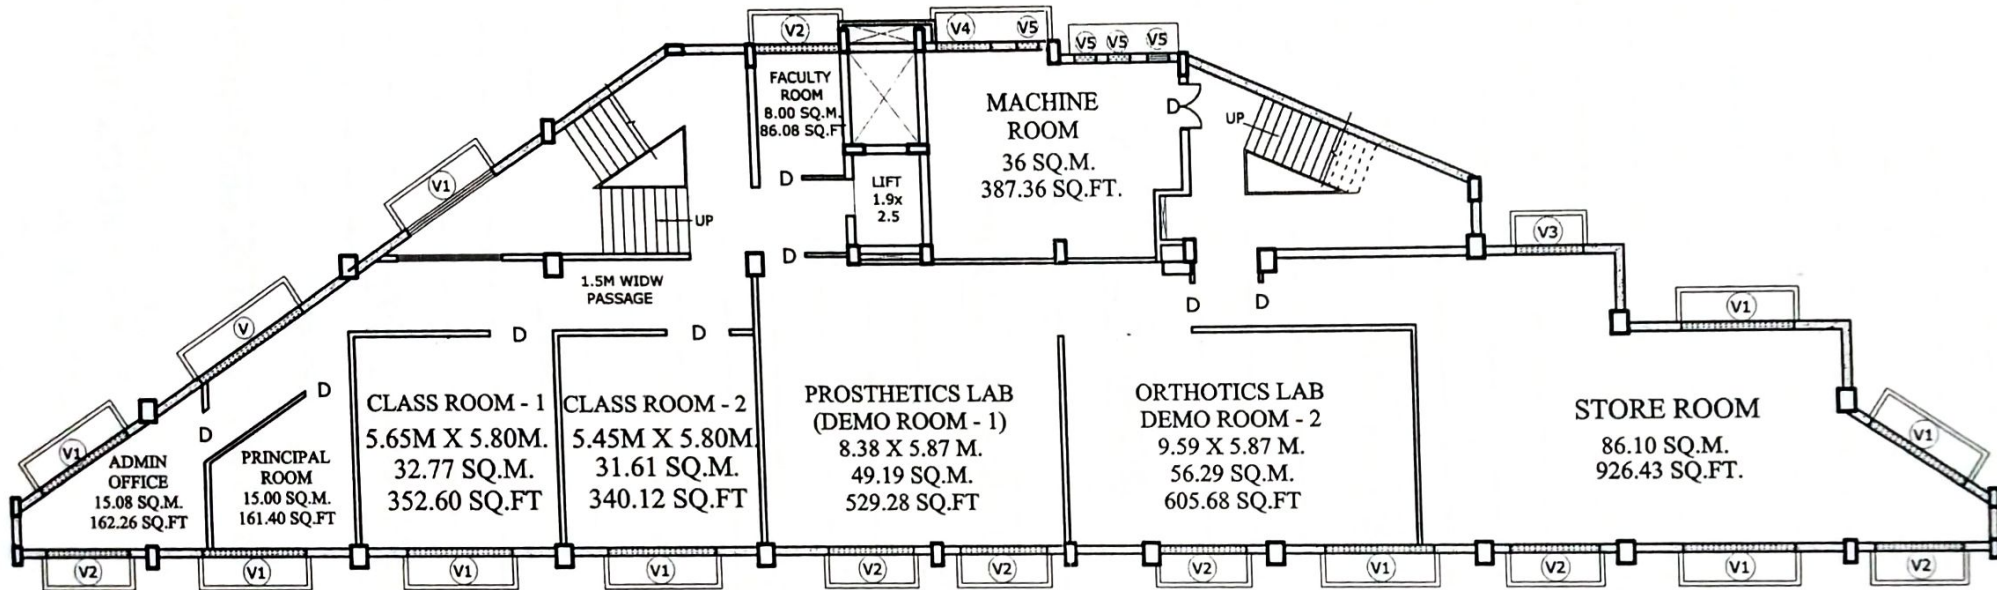 V2
V4
V5
V5
V5
V5
FACULTY
ROOM
8.00 SQ.M.
86.08 SQ.FT
MACHINE
ROOM
36 SQ.M.
387.36 SQ.FT.
D
UP
V1
D
LIFT
1.9x
2.5
UP
D
V3
1.5M WIDW
PASSAGE
D
D
V1
V
D
D
D
CLASS ROOM - 1
5.65M X 5.80M.
32.77 SQ.M.
352.60 SQ.FT
CLASS ROOM - 2
5.45M X 5.80M.
31.61 SQ.M.
340.12 SQ.FT
PROSTHETICS LAB
(DEMO ROOM - 1)
8.38 X 5.87 M.
49.19 SQ.M.
529.28 SQ.FT
ORTHOTICS LAB
DEMO ROOM - 2
9.59 X 5.87 M.
56.29 SQ.M.
605.68 SQ.FT
STORE ROOM
86.10 SQ.M.
926.43 SQ.FT.
V1
V1
D
ADMIN
OFFICE
15.08 SQ.M.
162.26 SQ.FT
PRINCIPAL
ROOM
15.00 SQ.M.
161.40 SQ.FT
V2
V1
V1
V1
V2
V2
V2
V1
V2
V1
V2